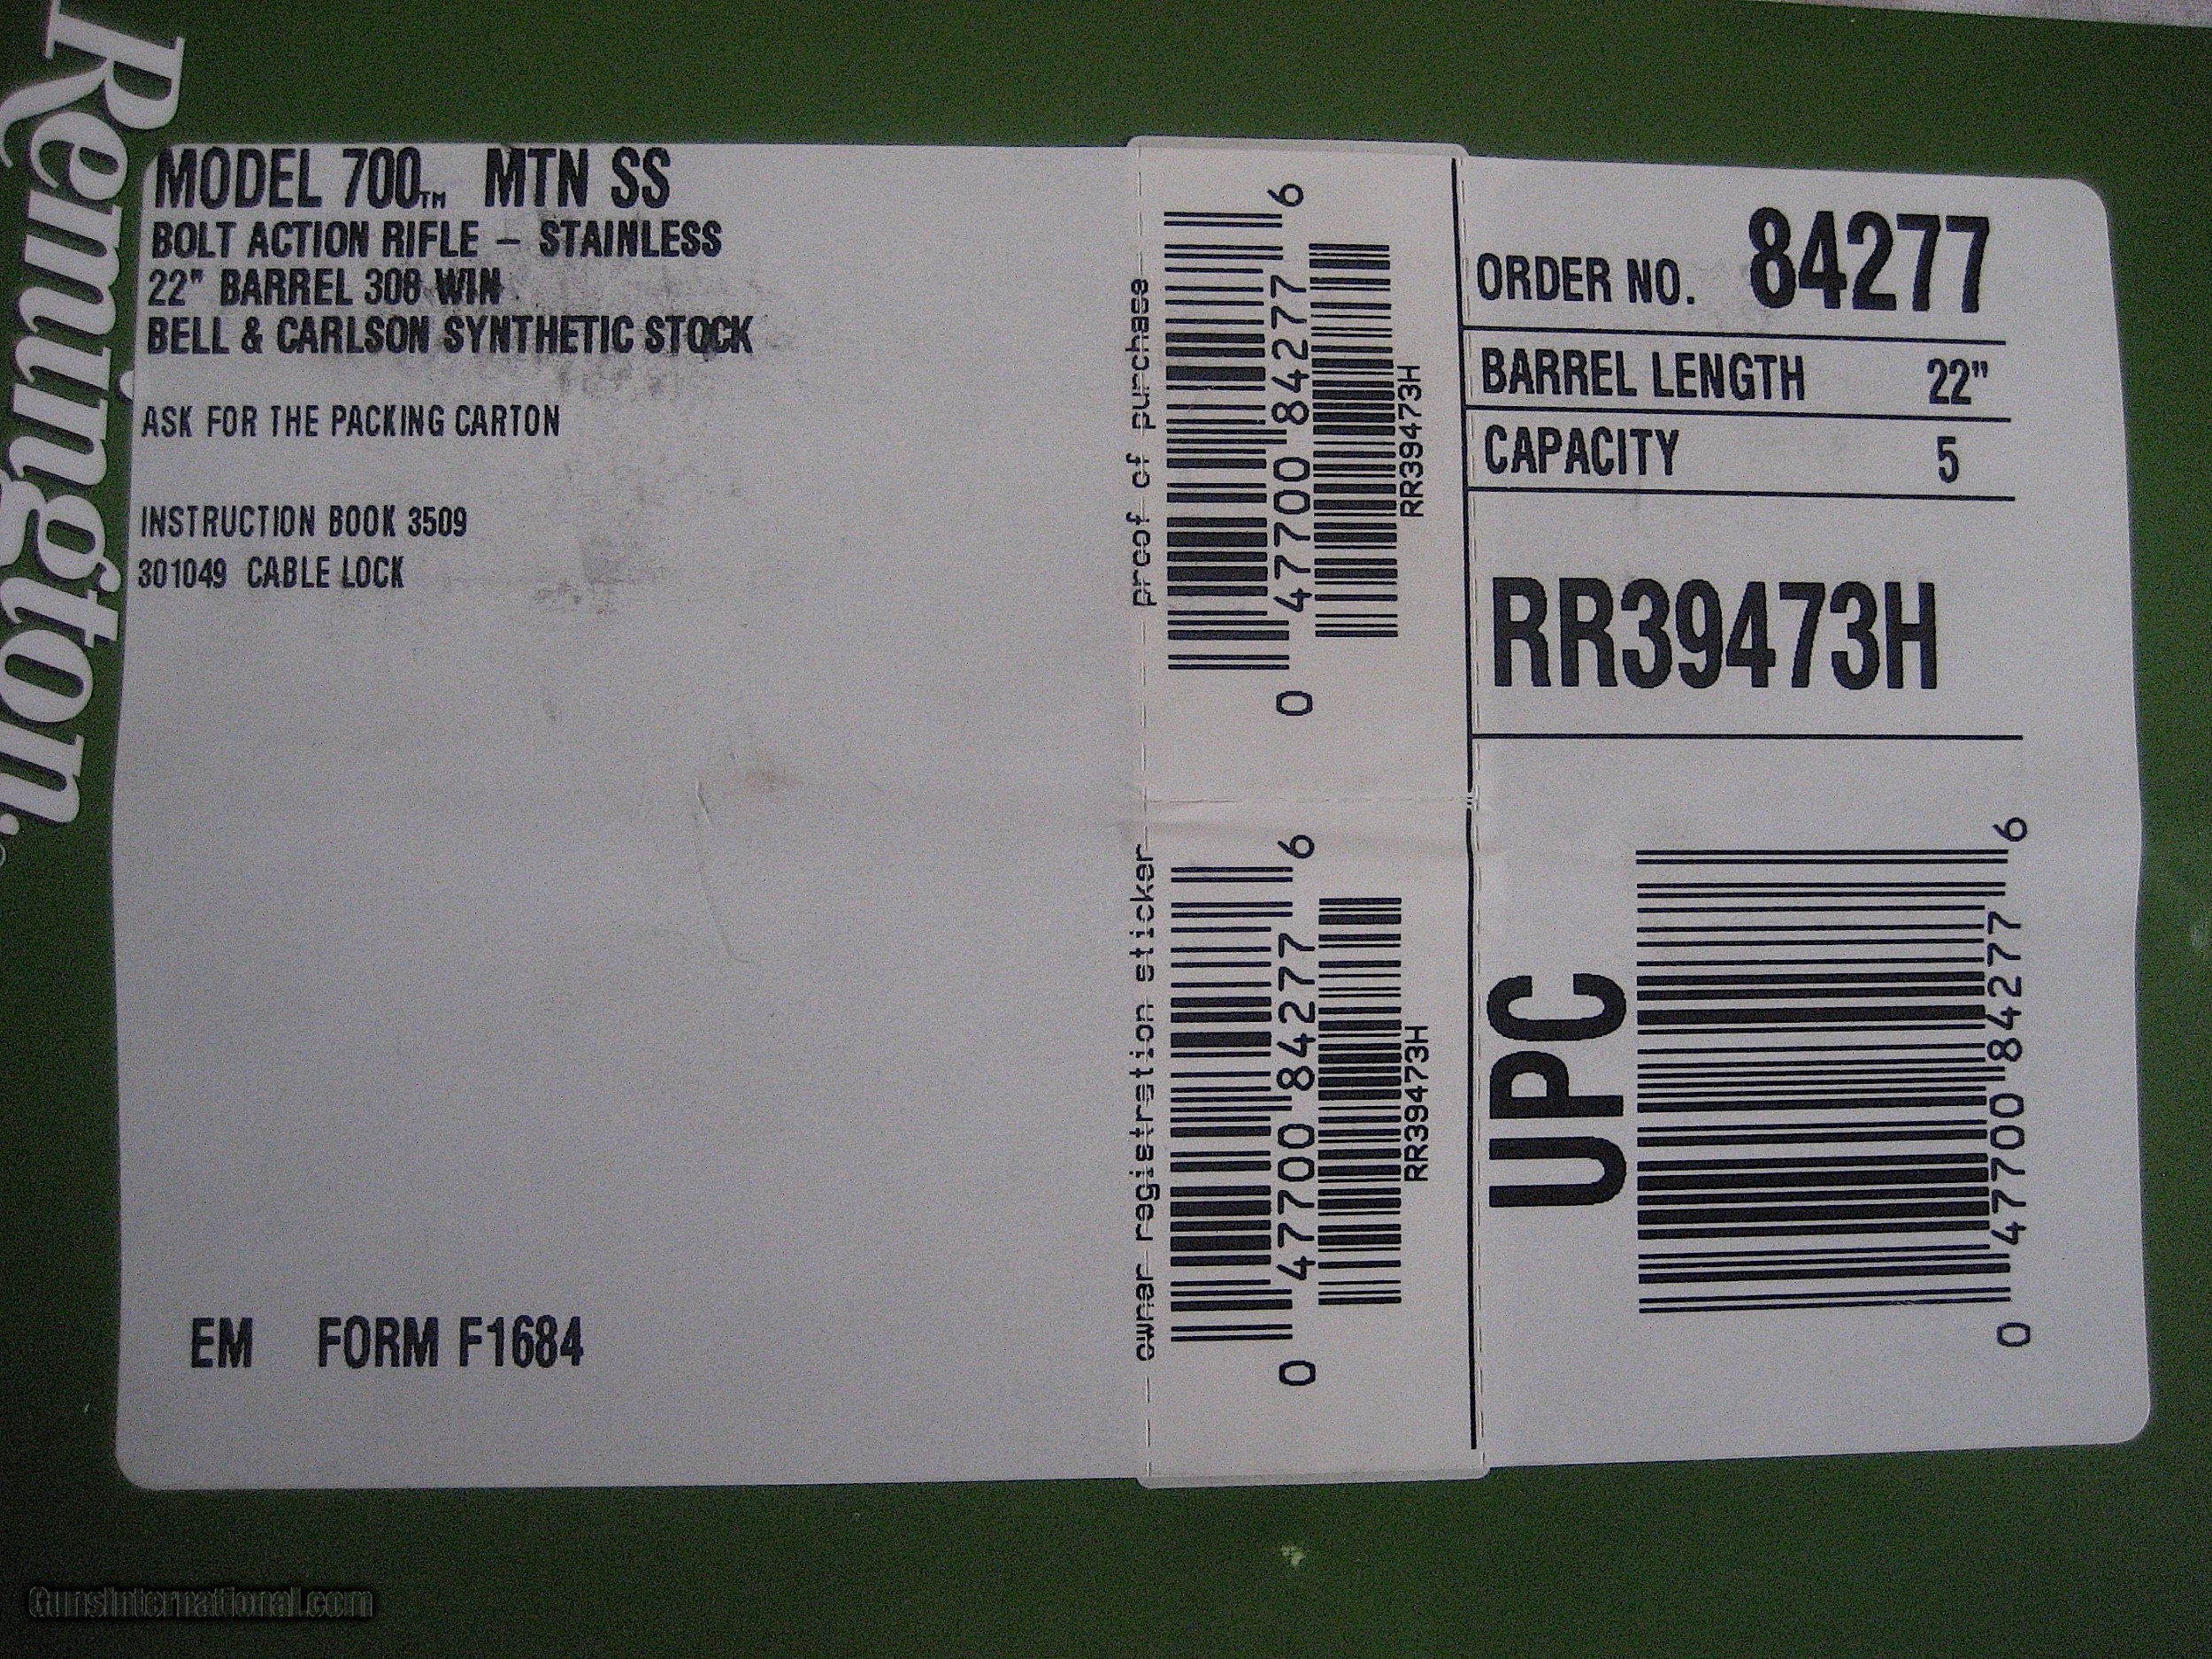 Remington
MODEL 700™ MTN SS
BOLT ACTION RIFLE – STAINLESS
22" BARREL 308 WIN
BELL & CARLSON SYNTHETIC STOCK
ASK FOR THE PACKING CARTON
INSTRUCTION BOOK 3509
301049 CABLE LOCK
EM FORM F1684
proof of purchase
0 47700 84277 6
RR39473H
owner registration sticker
0 47700 84277 6
RR39473H
ORDER NO. 84277
BARREL LENGTH 22"
CAPACITY 5
RR39473H
UPC
0 47700 84277 6
GunsInternational.com